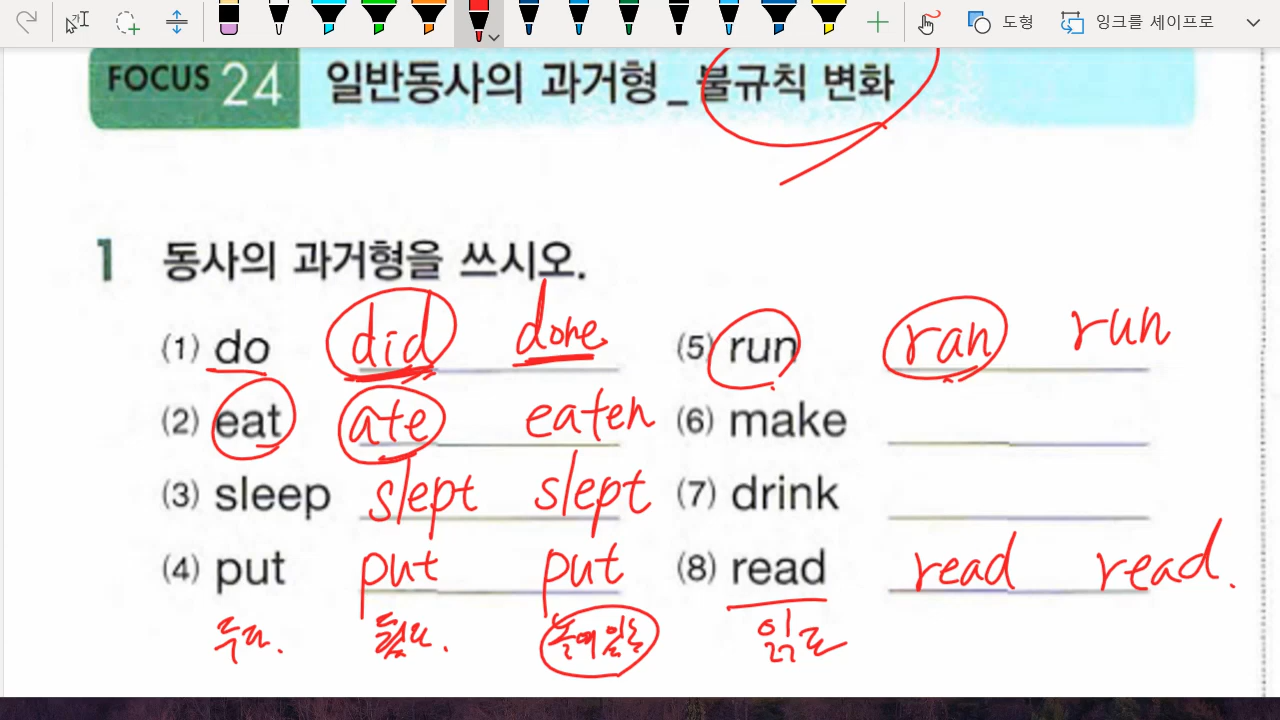 도형 잉크를 셰이프로
FOCUS 24 일반동사의 과거형_불규칙 변화
1 동사의 과거형을 쓰시오.
(1) do did done
(2) eat ate eaten
(3) sleep slept slept
(4) put put put
두다.
(5) run ran run
(6) make
(7) drink
(8) read read read.
읽다